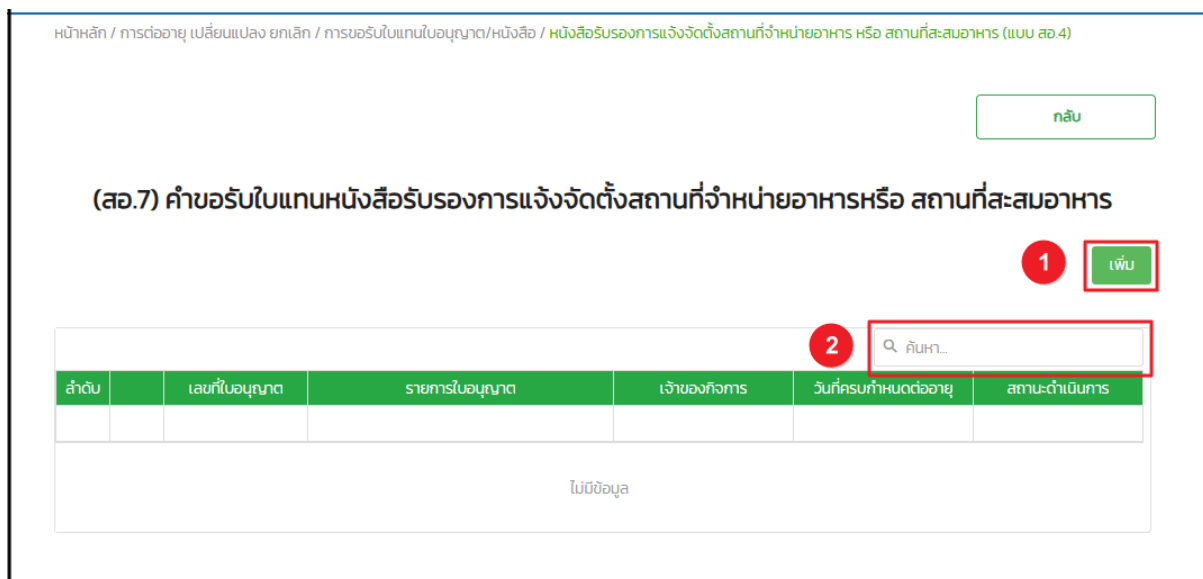 หน้าหลัก / การต่ออายุ เปลี่ยนแปลง ยกเลิก / การขอรับใบแทนใบอนุญาต/หนังสือ / หนังสือรับรองการแจ้งจัดตั้งสถานที่จำหน่ายอาหาร หรือ สถานที่สะสมอาหาร (แบบ สอ.4)
กลับ
(สอ.7) คำขอรับใบแทนหนังสือรับรองการแจ้งจัดตั้งสถานที่จำหน่ายอาหารหรือ สถานที่สะสมอาหาร
1 เพิ่ม
2 ค้นหา...
ลำดับ เลขที่ใบอนุญาต รายการใบอนุญาต เจ้าของกิจการ วันที่ครบกำหนดต่ออายุ สถานะดำเนินการ
ไม่มีข้อมูล